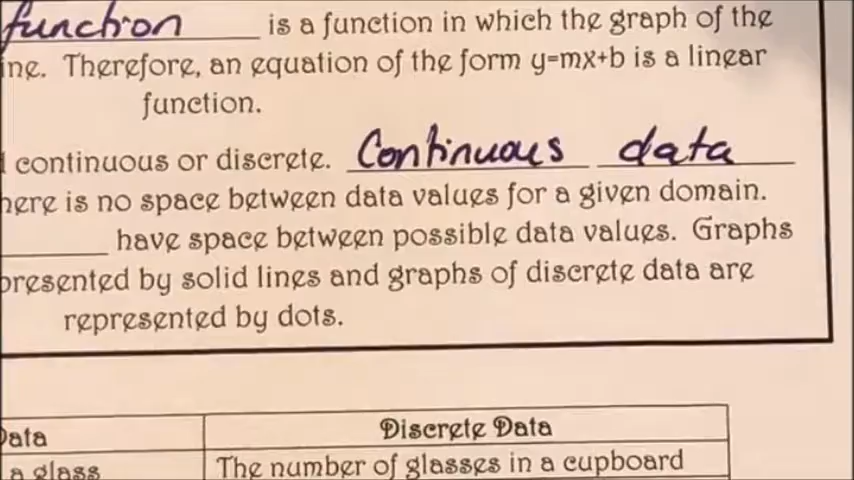 function is a function in which the graph of the
ine. Therefore, an equation of the form y=mx+b is a linear
function.
continuous or discrete. Continuous data
here is no space between data values for a given domain.
have space between possible data values. Graphs
presented by solid lines and graphs of discrete data are
represented by dots.
Data Discrete Data
a glass The number of glasses in a cupboard